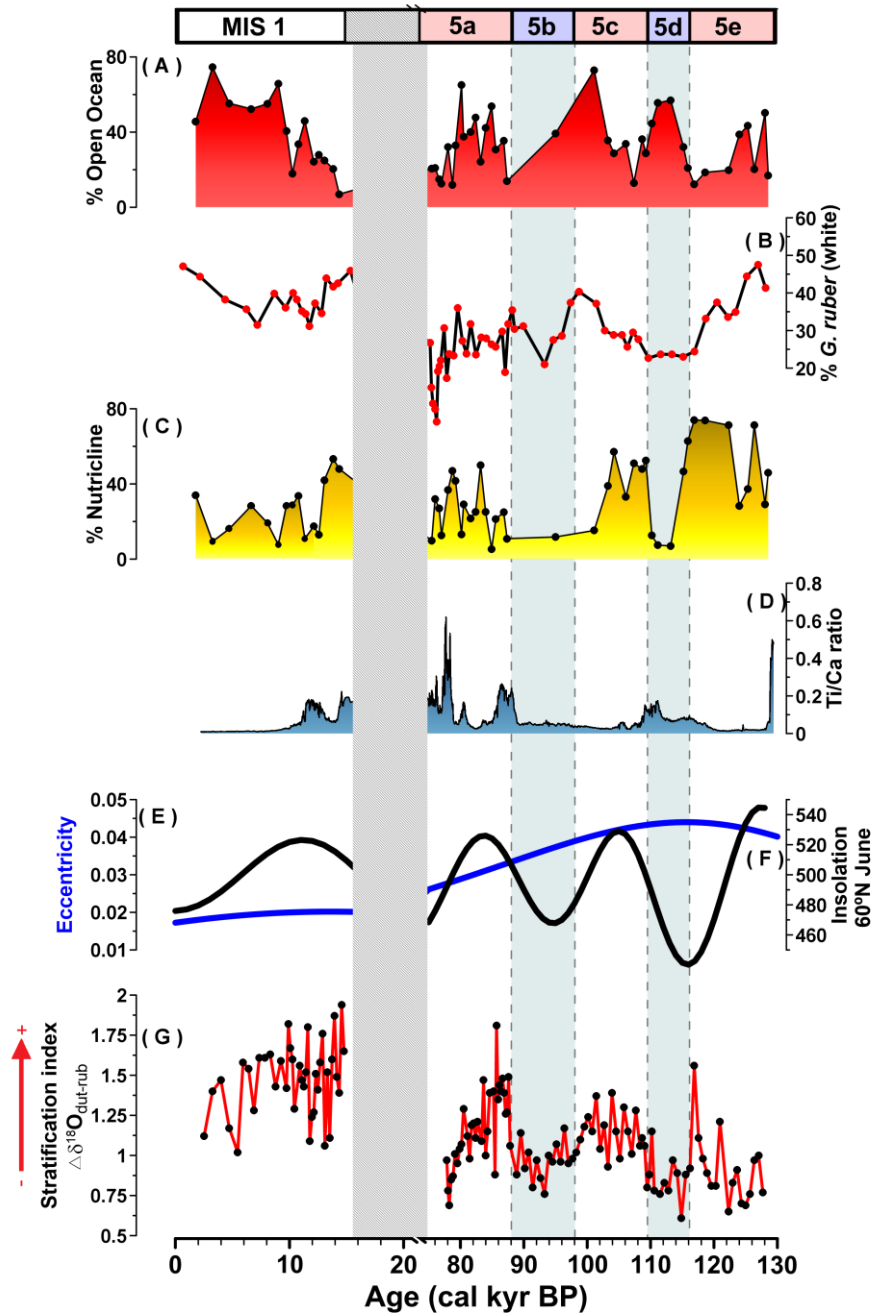 MIS 1 5a 5b 5c 5d 5e
( A )
% Open Ocean
80
40
0
( B )
% G. ruber (white)
60
50
40
30
20
( C )
% Nutricline
80
40
0
( D )
Ti/Ca ratio
0.8
0.6
0.4
0.2
0
( E )
Eccentricity
0.05
0.04
0.03
0.02
0.01
( F )
Insolation
60ºN June
540
520
500
480
460
( G )
- +
Stratification index
△δ¹⁸O dut-rub
2
1.75
1.5
1.25
1
0.75
0.5
0 10 20 80 90 100 110 120 130
Age (cal kyr BP)